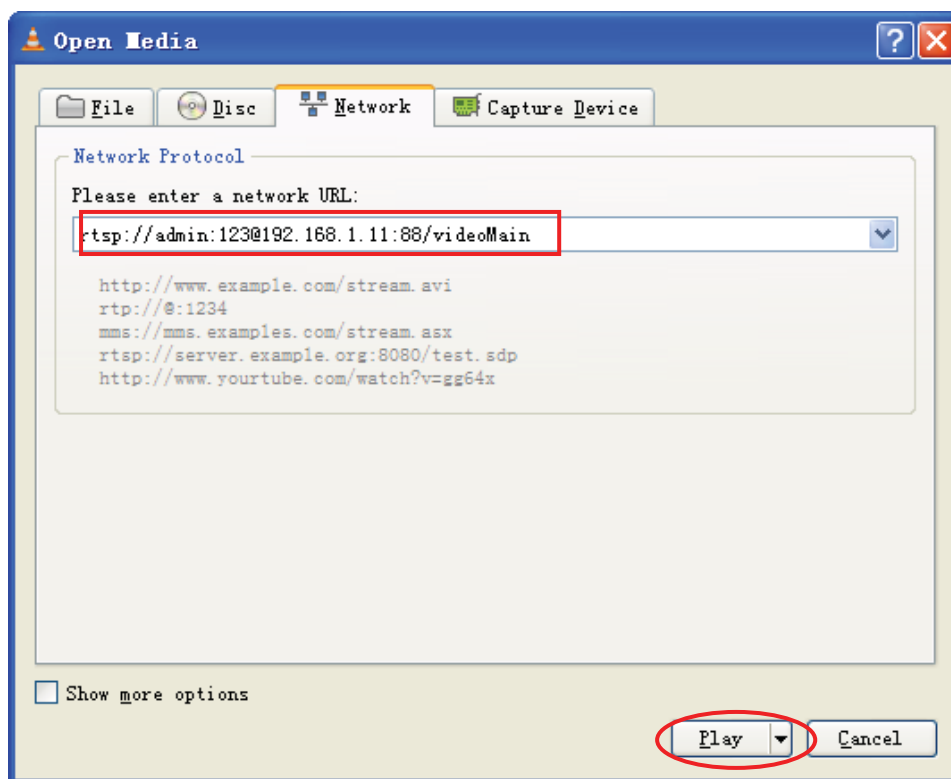 Open Media
File Disc Network Capture Device
Network Protocol
Please enter a network URL:
rtsp://admin:123@192.168.1.11:88/videoMain
http://www.example.com/stream.avi
rtp://@:1234
mms://mms.examples.com/stream.asx
rtsp://server.example.org:8080/test.sdp
http://www.yourtube.com/watch?v=gg64x
Show more options
Play Cancel